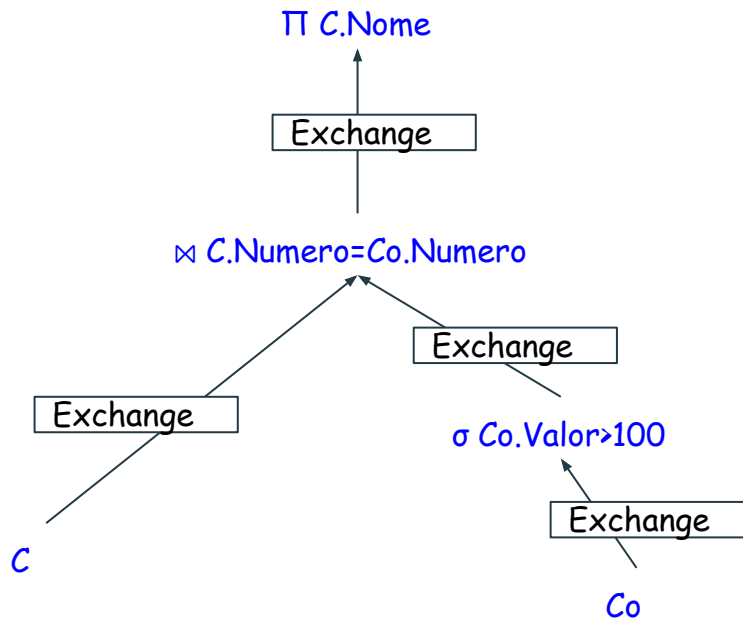 Π C.Nome
Exchange
⋈ C.Numero=Co.Numero
Exchange
Exchange
σ Co.Valor>100
Exchange
C
Co